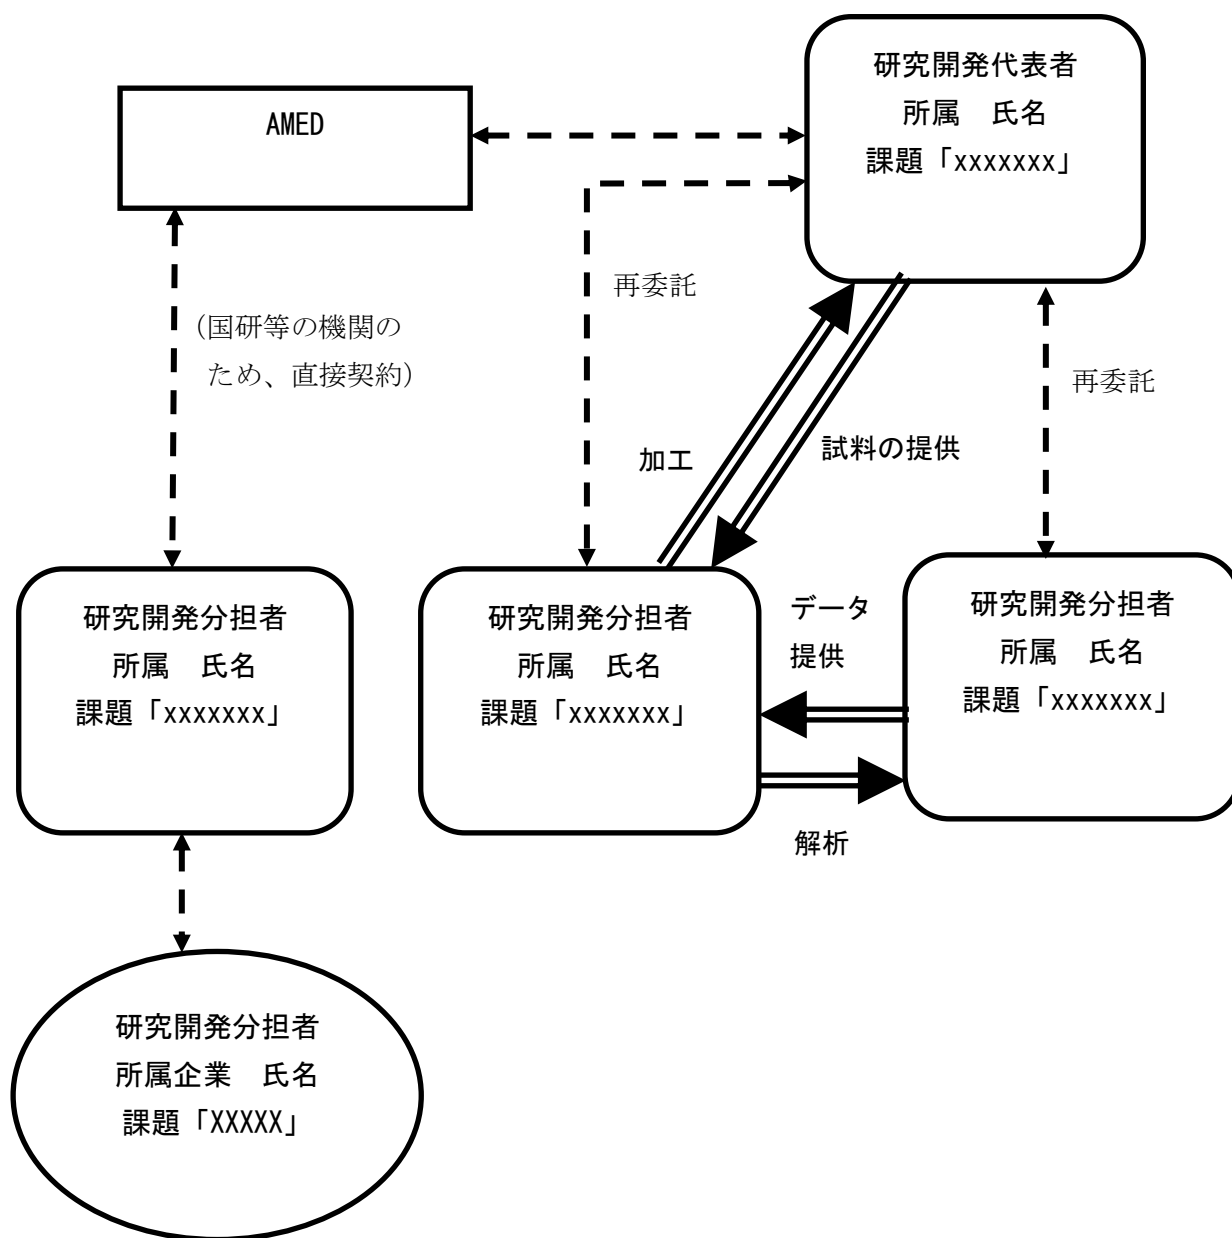 研究開発代表者
所属　氏名
課題「xxxxxxx」
AMED
再委託
（国研等の機関の
ため、直接契約）
再委託
加工
試料の提供
研究開発分担者
所属　氏名
課題「xxxxxxx」
研究開発分担者
所属　氏名
課題「xxxxxxx」
データ
提供
研究開発分担者
所属　氏名
課題「xxxxxxx」
解析
研究開発分担者
所属企業　氏名
課題「XXXXX」